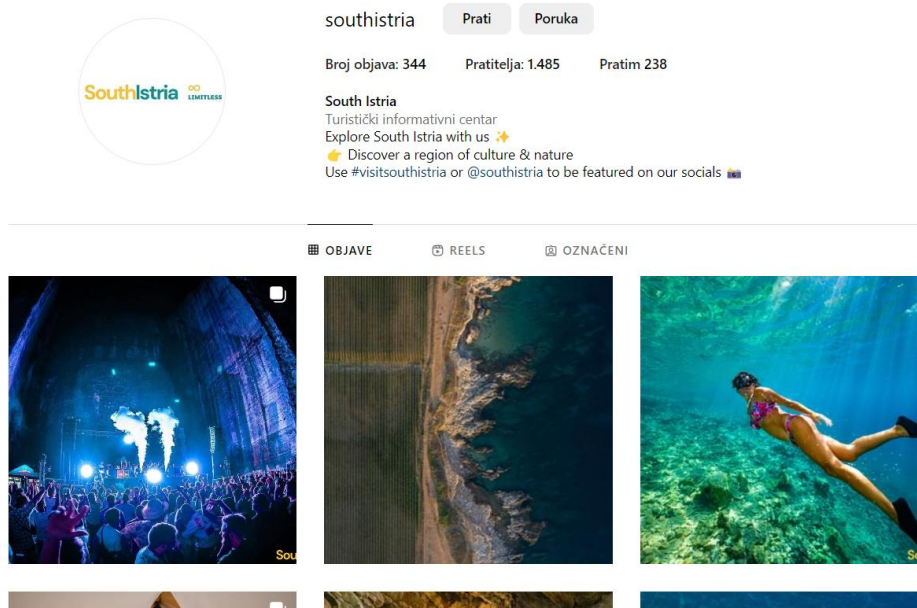 southistria Prati Poruka
Broj objava: 344 Pratitelja: 1.485 Pratim 238
SouthIstria LIMITLESS
South Istria
Turistički informativni centar
Explore South Istria with us ✨
👉 Discover a region of culture & nature
Use #visitsouthistria or @southistria to be featured on our socials 📸
OBJAVE REELS OZNAČENI
Sou